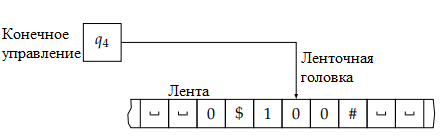 Конечное
управление
q4
Ленточная
головка
Лента
␣ ␣ 0 $ 1 0 0 # ␣ ␣